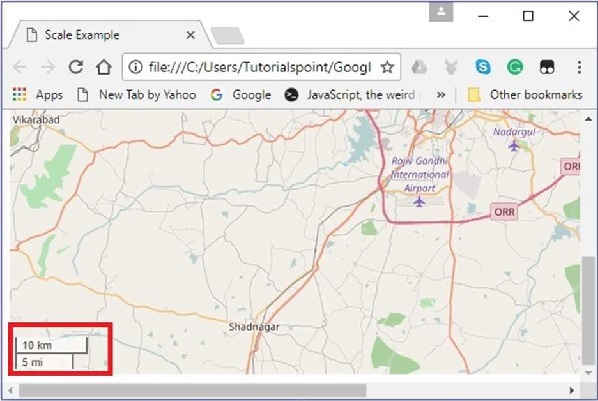 Scale Example
file:///C:/Users/Tutorialspoint/Googl
Apps New Tab by Yahoo Google JavaScript, the weird » Other bookmarks
Vikarabad
Nadargul
Rajiv Gandhi
International
Airport
ORR
ORR
Shadnagar
10 km
5 mi